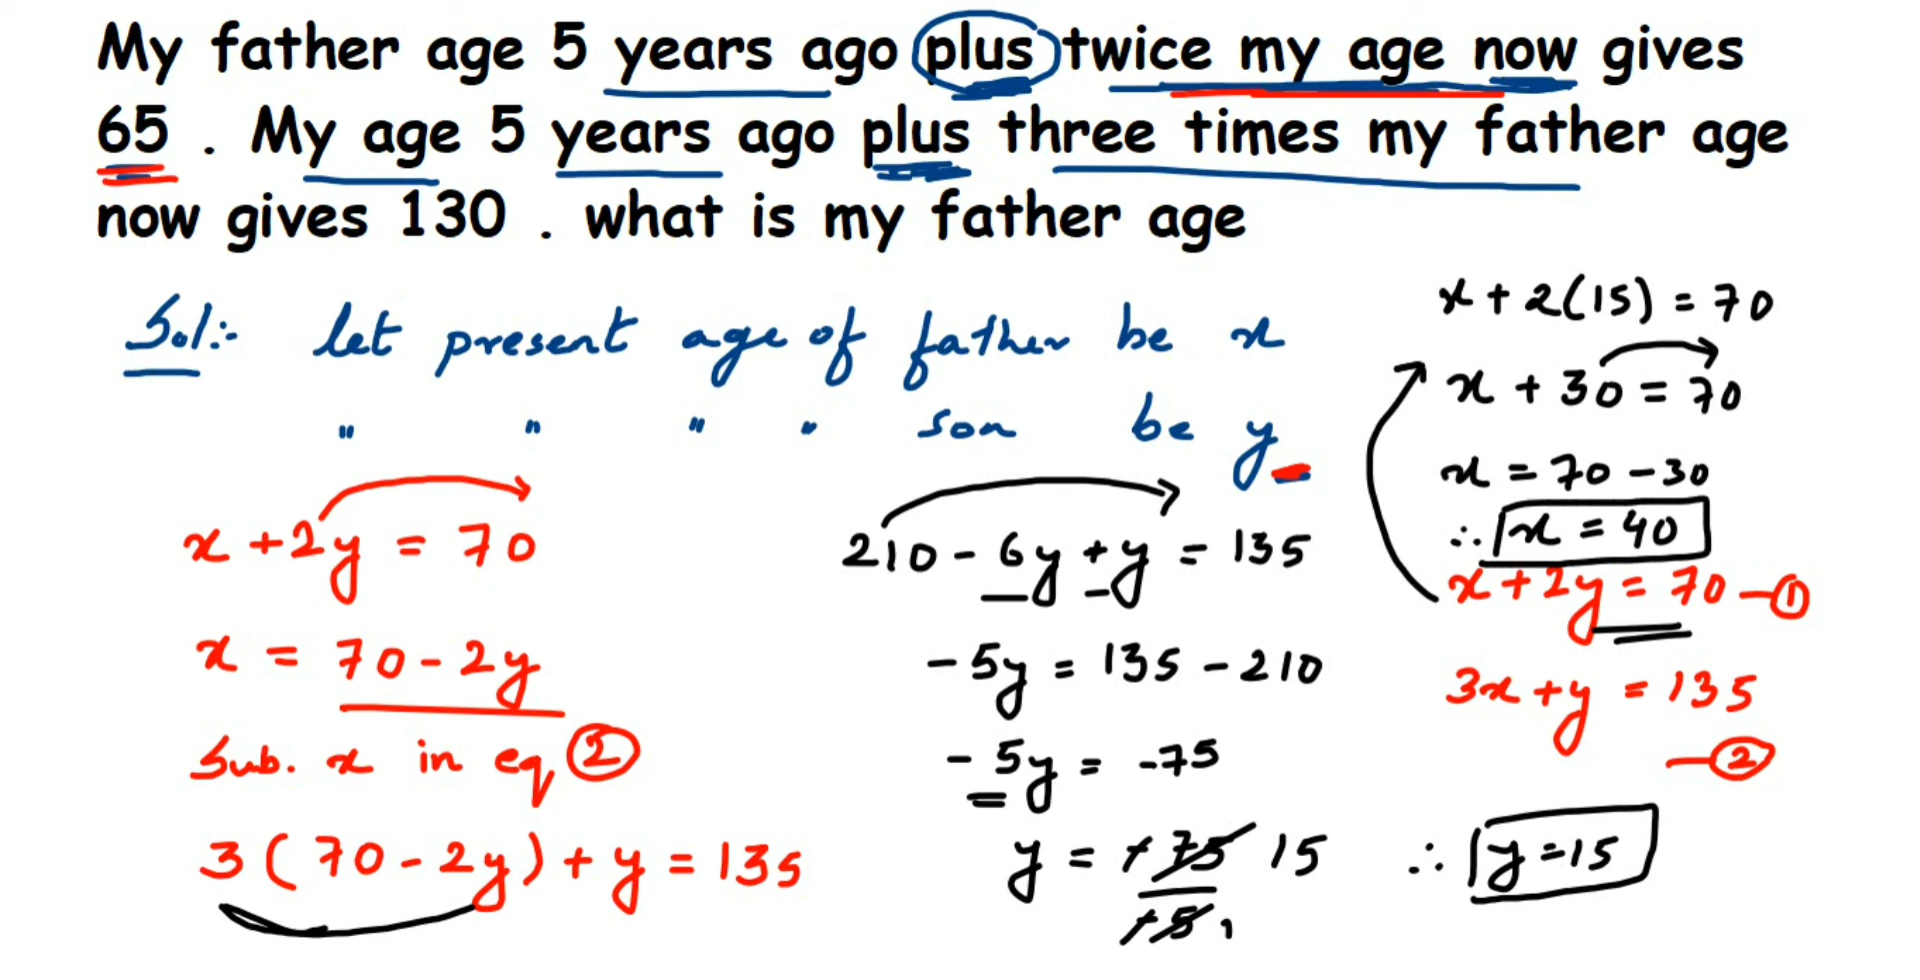 My father age 5 years ago plus twice my age now gives
65 . My age 5 years ago plus three times my father age
now gives 130 . what is my father age
Sol:- let present age of father be x
" " " " son be y
x + 2y = 70
x = 70 - 2y
Sub. x in eq ②
3 ( 70 - 2y ) + y = 135
210 - 6y + y = 135
- 5y = 135 - 210
- 5y = -75
y = +75 15
+5 1
∴ y = 15
x + 2(15) = 70
x + 30 = 70
x = 70 - 30
∴ x = 40
x + 2y = 70 - ①
3x + y = 135
- ②